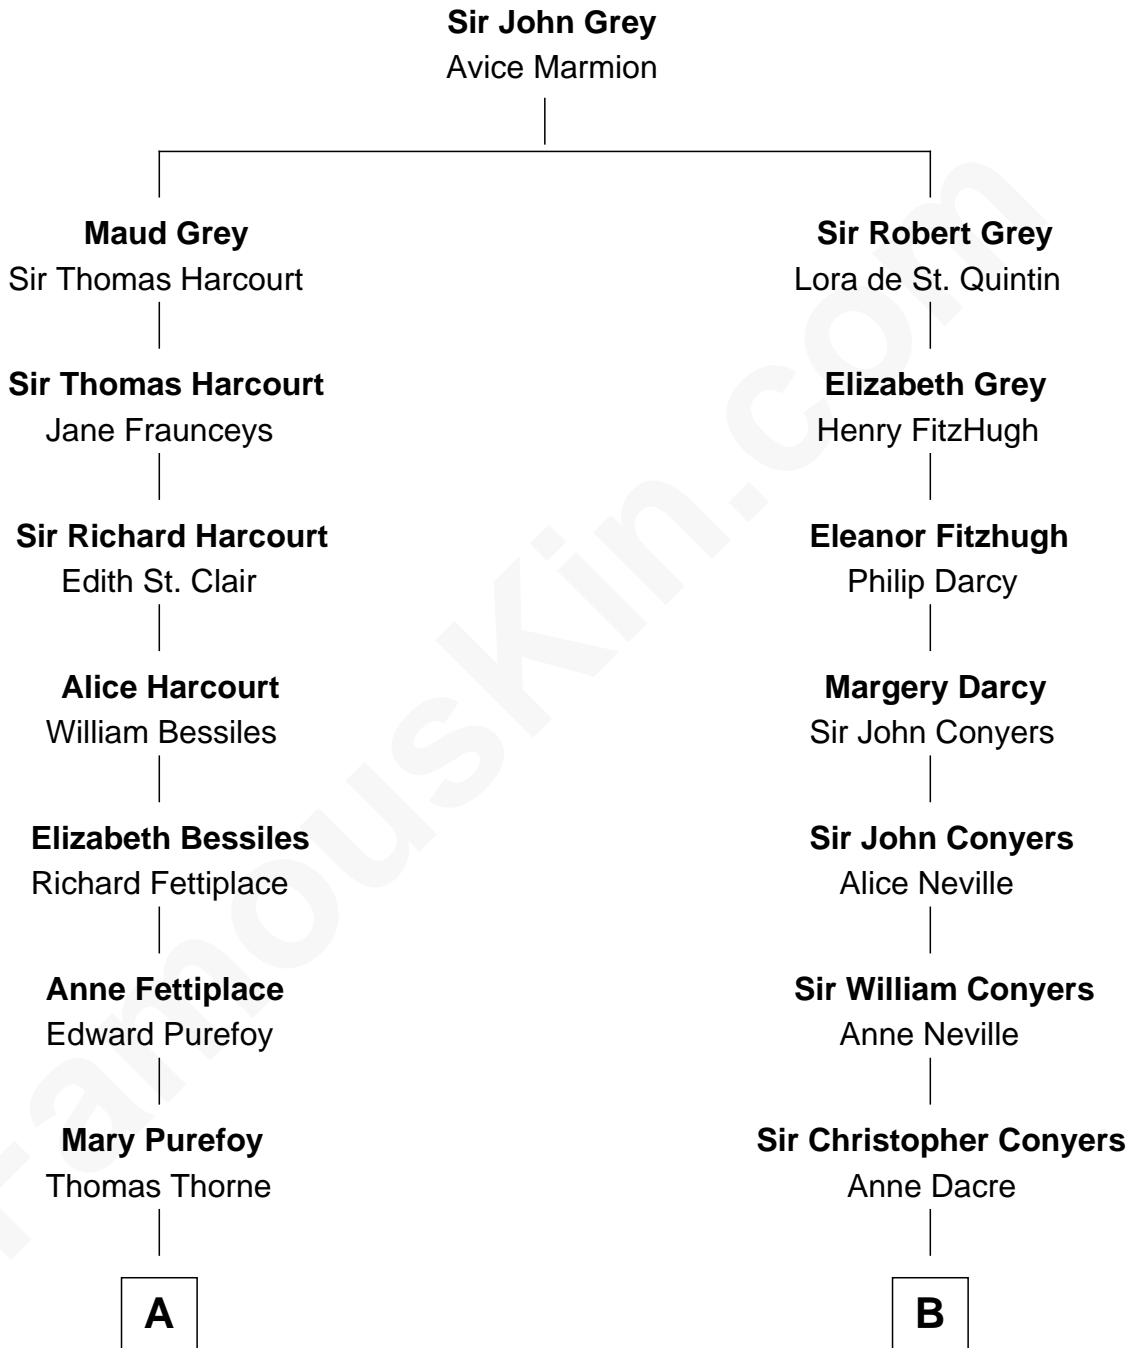 Sir John Grey
Avice Marmion
Maud Grey
Sir Thomas Harcourt
Sir Robert Grey
Lora de St. Quintin
Sir Thomas Harcourt
Jane Fraunceys
Elizabeth Grey
Henry FitzHugh
Sir Richard Harcourt
Edith St. Clair
Eleanor Fitzhugh
Philip Darcy
Alice Harcourt
William Bessiles
Margery Darcy
Sir John Conyers
Elizabeth Bessiles
Richard Fettiplace
Sir John Conyers
Alice Neville
Anne Fettiplace
Edward Purefoy
Sir William Conyers
Anne Neville
Mary Purefoy
Thomas Thorne
Sir Christopher Conyers
Anne Dacre
A
B
FamousKin.com